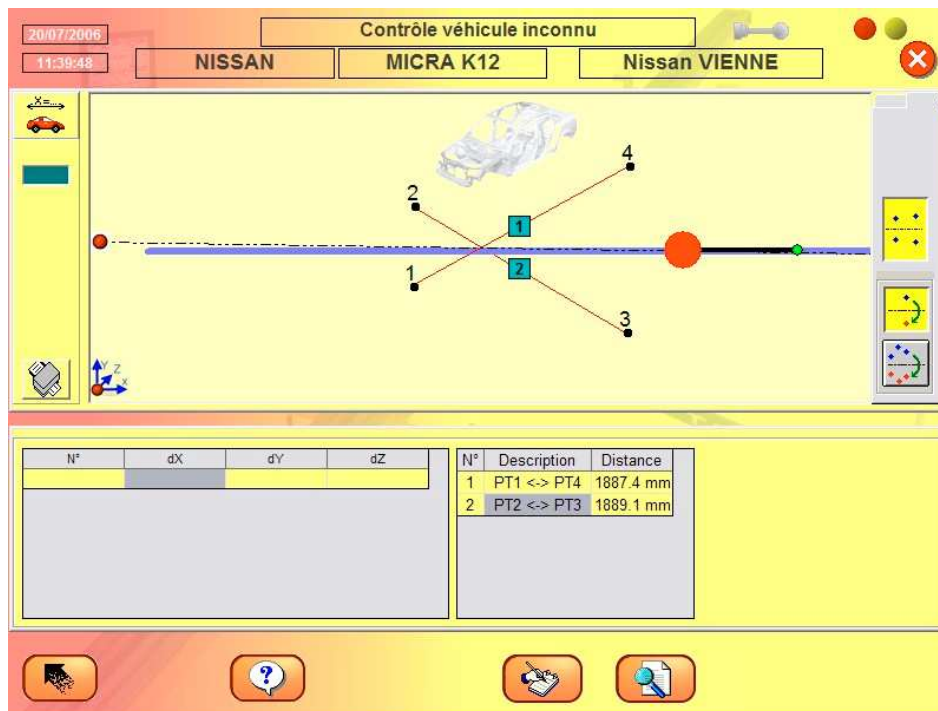 20/07/2006
Contrôle véhicule inconnu
11:39:48
NISSAN
MICRA K12
Nissan VIENNE
X=...
4
2
1
1
2
3
Y
Z
X
N° dX dY dZ
N° Description Distance
1 PT1 <-> PT4 1887.4 mm
2 PT2 <-> PT3 1889.1 mm
?